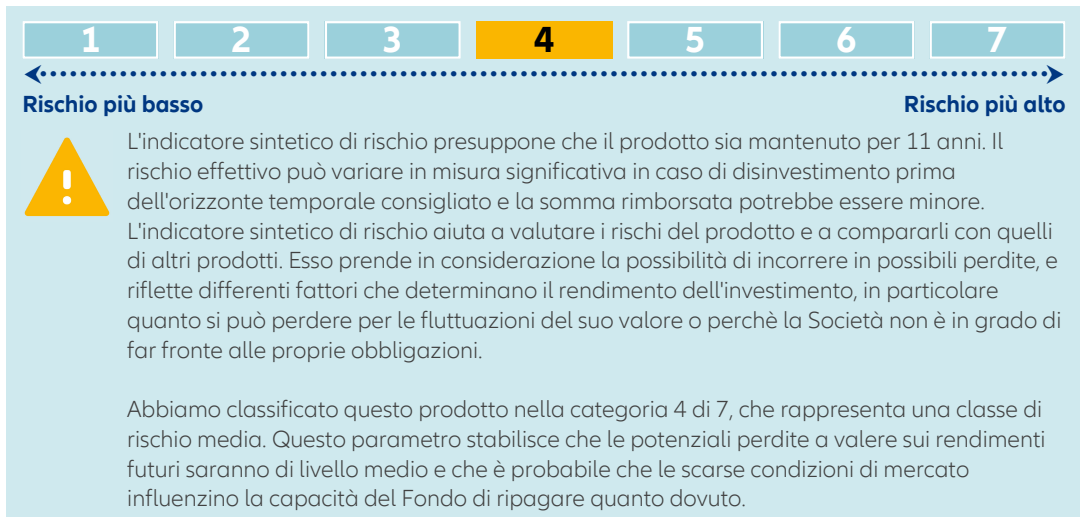 1 2 3 4 5 6 7
Rischio più basso Rischio più alto
L'indicatore sintetico di rischio presuppone che il prodotto sia mantenuto per 11 anni. Il
rischio effettivo può variare in misura significativa in caso di disinvestimento prima
dell'orizzonte temporale consigliato e la somma rimborsata potrebbe essere minore.
L'indicatore sintetico di rischio aiuta a valutare i rischi del prodotto e a compararli con quelli
di altri prodotti. Esso prende in considerazione la possibilità di incorrere in possibili perdite, e
riflette differenti fattori che determinano il rendimento dell'investimento, in particolare
quanto si può perdere per le fluttuazioni del suo valore o perchè la Società non è in grado di
far fronte alle proprie obbligazioni.
Abbiamo classificato questo prodotto nella categoria 4 di 7, che rappresenta una classe di
rischio media. Questo parametro stabilisce che le potenziali perdite a valere sui rendimenti
futuri saranno di livello medio e che è probabile che le scarse condizioni di mercato
influenzino la capacità del Fondo di ripagare quanto dovuto.